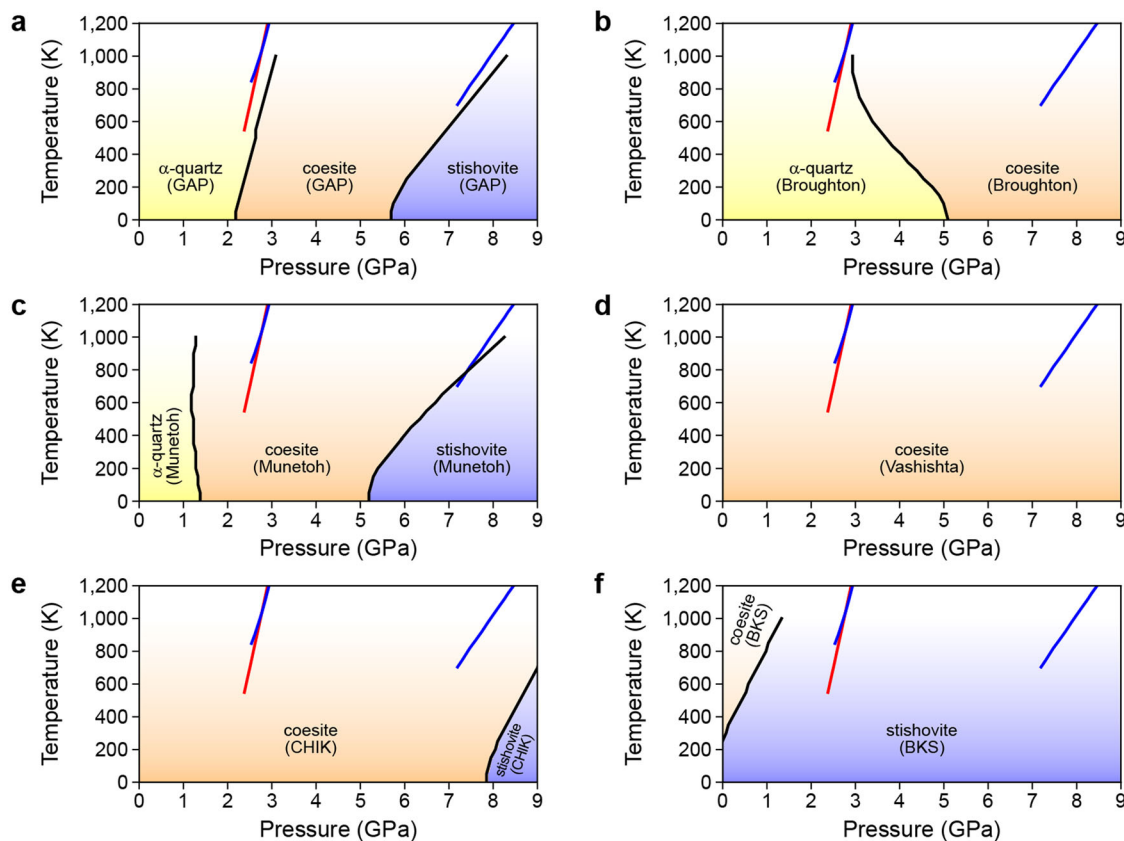 a
Temperature (K)
1,200
1,000
800
600
400
200
0
α-quartz
(GAP)
coesite
(GAP)
stishovite
(GAP)
0 1 2 3 4 5 6 7 8 9
Pressure (GPa)
b
Temperature (K)
1,200
1,000
800
600
400
200
0
α-quartz
(Broughton)
coesite
(Broughton)
0 1 2 3 4 5 6 7 8 9
Pressure (GPa)
c
Temperature (K)
1,200
1,000
800
600
400
200
0
α-quartz
(Munetoh)
coesite
(Munetoh)
stishovite
(Munetoh)
0 1 2 3 4 5 6 7 8 9
Pressure (GPa)
d
Temperature (K)
1,200
1,000
800
600
400
200
0
coesite
(Vashishta)
0 1 2 3 4 5 6 7 8 9
Pressure (GPa)
e
Temperature (K)
1,200
1,000
800
600
400
200
0
coesite
(CHIK)
stishovite
(CHIK)
0 1 2 3 4 5 6 7 8 9
Pressure (GPa)
f
Temperature (K)
1,200
1,000
800
600
400
200
0
coesite
(BKS)
stishovite
(BKS)
0 1 2 3 4 5 6 7 8 9
Pressure (GPa)